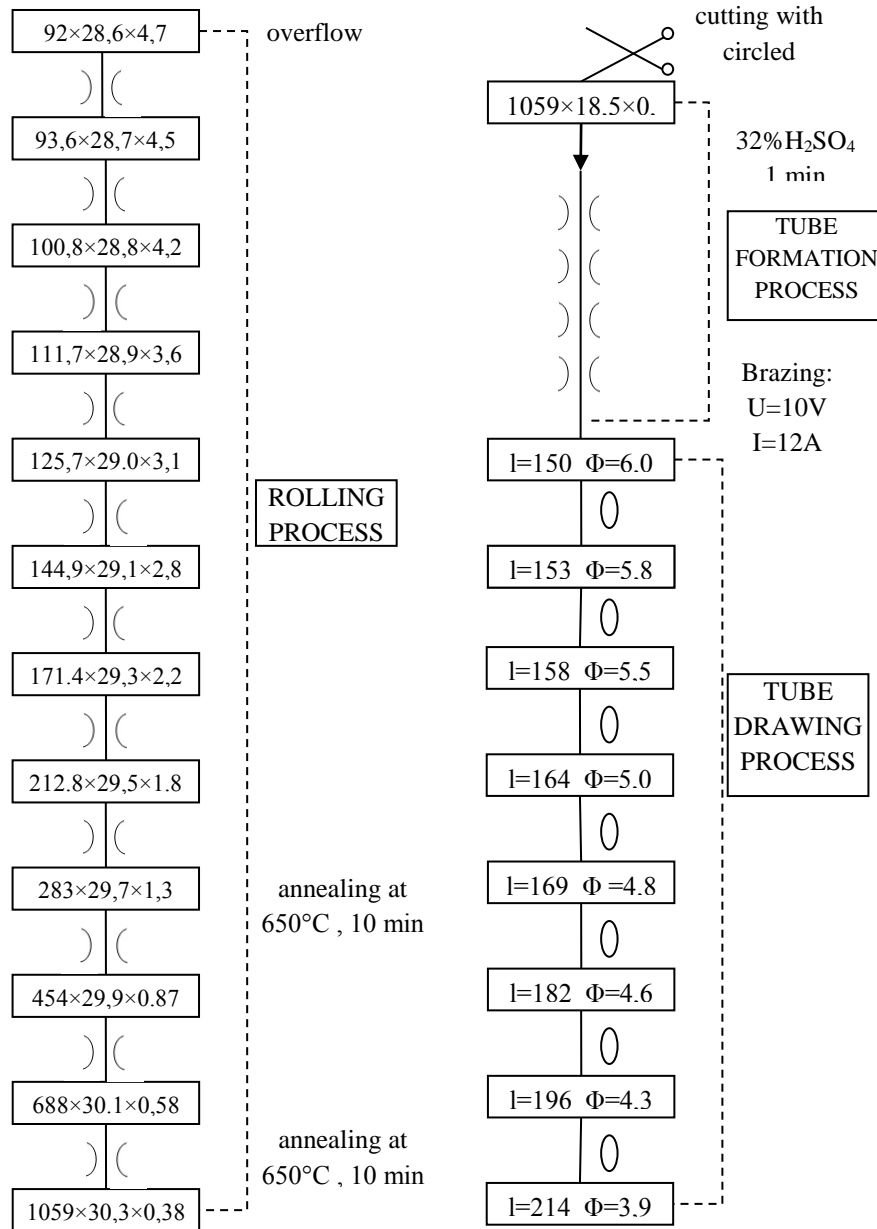 92×28,6×4,7
overflow
93,6×28,7×4,5
100,8×28,8×4,2
111,7×28,9×3,6
125,7×29.0×3,1
144,9×29,1×2,8
171.4×29,3×2,2
212.8×29,5×1.8
283×29,7×1,3
annealing at
650°C , 10 min
454×29,9×0.87
688×30.1×0,58
annealing at
650°C , 10 min
1059×30,3×0,38
ROLLING
PROCESS
cutting with
circled
1059×18.5×0.
32%H₂SO₄
1 min
TUBE
FORMATION
PROCESS
Brazing:
U=10V
I=12A
l=150 Φ=6.0
l=153 Φ=5.8
l=158 Φ=5.5
l=164 Φ=5.0
l=169 Φ =4.8
l=182 Φ=4.6
l=196 Φ=4.3
l=214 Φ=3.9
TUBE
DRAWING
PROCESS